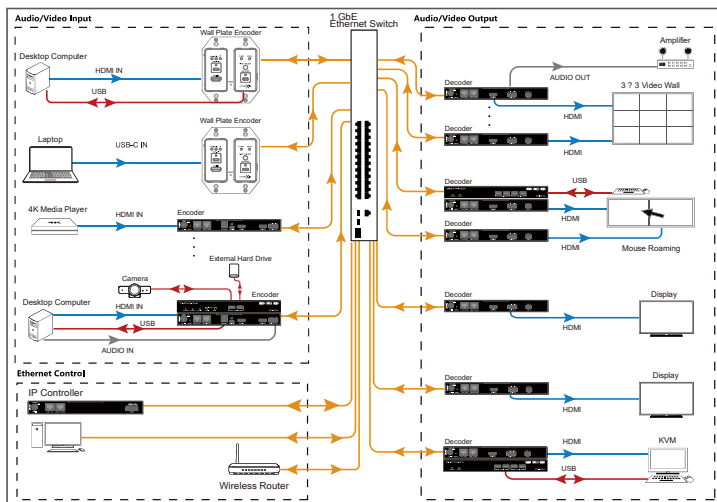 Audio/Video Input
1 GbE
Ethernet Switch
Audio/Video Output
Wall Plate Encoder
Desktop Computer
HDMI IN
USB
Wall Plate Encoder
Laptop
USB-C IN
4K Media Player
HDMI IN
Encoder
External Hard Drive
Camera
Encoder
Desktop Computer
HDMI IN
USB
AUDIO IN
Ethernet Control
IP Controller
Wireless Router
Amplifier
AUDIO OUT
Decoder
3 ? 3 Video Wall
HDMI
Decoder
HDMI
Decoder
USB
HDMI
Decoder
HDMI
Mouse Roaming
Decoder
Display
HDMI
Decoder
Display
HDMI
Decoder
HDMI
KVM
USB